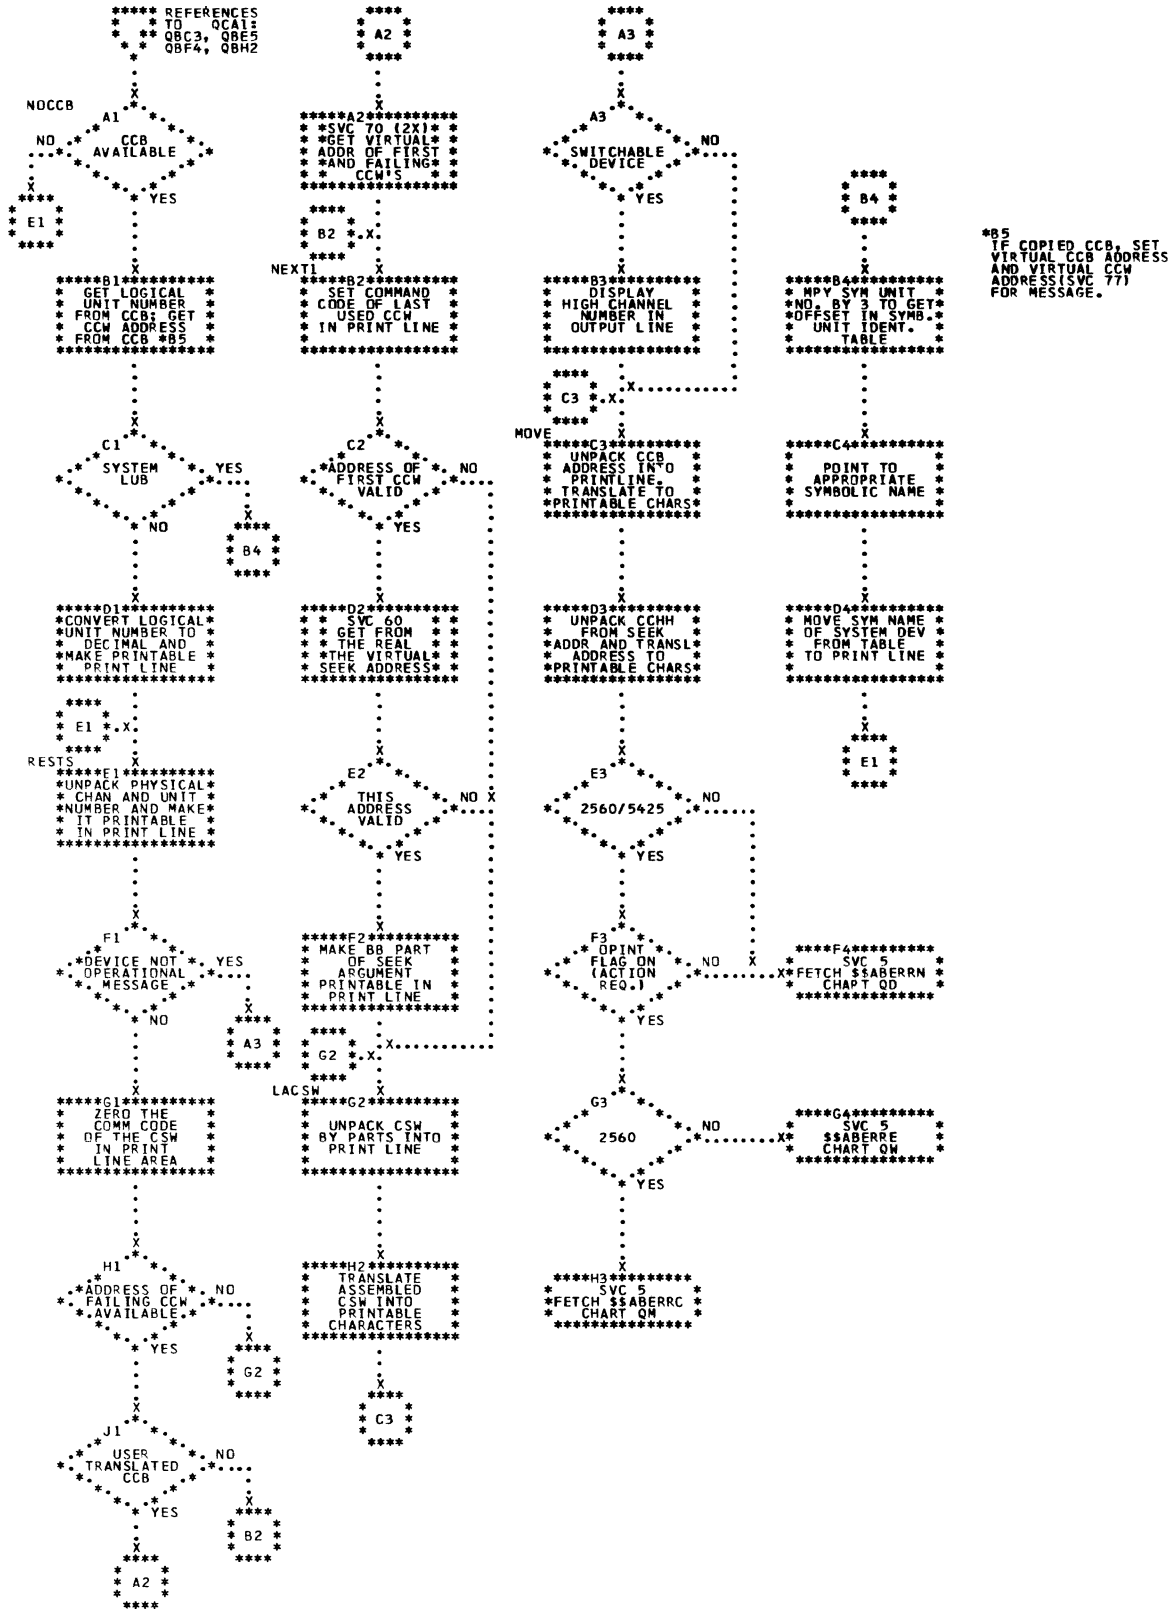 REFERENCES
TO QCA1:
QBC3, QBE5
QBF4, QBH2
NOCCB
A1
CCB
AVAILABLE
NO
YES
E1
B1
GET LOGICAL
UNIT NUMBER
FROM CCB; GET
CCW ADDRESS
FROM CCB *B5
C1
SYSTEM
LUB
YES
NO
B4
D1
CONVERT LOGICAL
UNIT NUMBER TO
DECIMAL AND
MAKE PRINTABLE
PRINT LINE
E1
RESTS
E1
UNPACK PHYSICAL
CHAN AND UNIT
NUMBER AND MAKE
IT PRINTABLE
IN PRINT LINE
F1
DEVICE NOT
OPERATIONAL
MESSAGE
YES
NO
A3
G1
ZERO THE
COMM CODE
OF THE CSW
IN PRINT
LINE AREA
H1
ADDRESS OF
FAILING CCW
AVAILABLE
NO
YES
G2
J1
USER
TRANSLATED
CCB
NO
YES
B2
A2
A2
A2
SVC 70 (2X)
GET VIRTUAL
ADDR OF FIRST
AND FAILING
CCW'S
B2
NEXT1
B2
SET COMMAND
CODE OF LAST
USED CCW
IN PRINT LINE
C2
ADDRESS OF
FIRST CCW
VALID
NO
YES
D2
SVC 60
GET FROM
THE REAL
THE VIRTUAL
SEEK ADDRESS
E2
THIS
ADDRESS
VALID
NO
YES
F2
MAKE BB PART
OF SEEK
ARGUMENT
PRINTABLE IN
PRINT LINE
G2
LACSW
G2
UNPACK CSW
BY PARTS INTO
PRINT LINE
H2
TRANSLATE
ASSEMBLED
CSW INTO
PRINTABLE
CHARACTERS
C3
A3
A3
SWITCHABLE
DEVICE
NO
YES
B3
DISPLAY
HIGH CHANNEL
NUMBER IN
OUTPUT LINE
C3
MOVE
C3
UNPACK CCB
ADDRESS INTO
PRINTLINE.
TRANSLATE TO
PRINTABLE CHARS
D3
UNPACK CCHH
FROM SEEK
ADDR AND TRANSL
ADDRESS TO
PRINTABLE CHARS
E3
2560/5425
NO
YES
F3
OPINT
FLAG ON
(ACTION
REQ.)
NO
YES
G3
2560
NO
YES
H3
SVC 5
FETCH $$ABERRC
CHART QM
B4
B4
MPY SYM UNIT
NO. BY 3 TO GET
OFFSET IN SYMB.
UNIT IDENT.
TABLE
C4
POINT TO
APPROPRIATE
SYMBOLIC NAME
D4
MOVE SYM NAME
OF SYSTEM DEV
FROM TABLE
TO PRINT LINE
E1
F4
SVC 5
FETCH $$ABERRN
CHART QD
G4
SVC 5
$$ABERRE
CHART QW
*B5
IF COPIED CCB, SET
VIRTUAL CCB ADDRESS
AND VIRTUAL CCW
ADDRESS(SVC 77)
FOR MESSAGE.